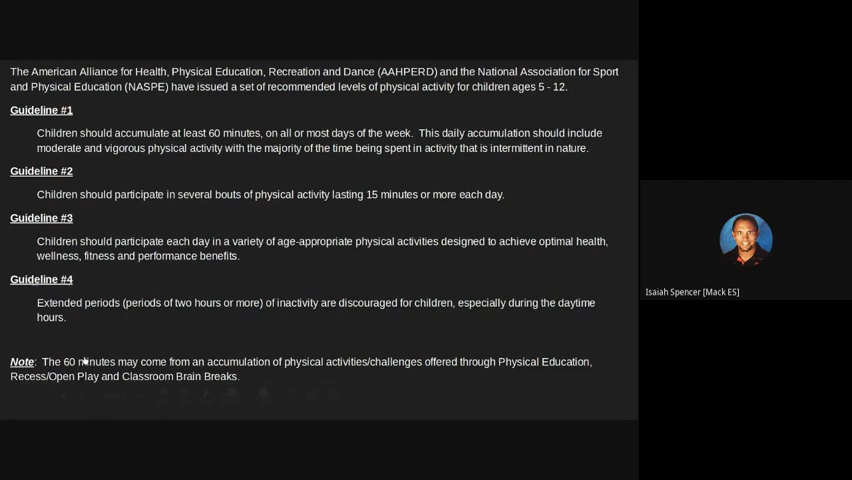 The American Alliance for Health, Physical Education, Recreation and Dance (AAHPERD) and the National Association for Sport
and Physical Education (NASPE) have issued a set of recommended levels of physical activity for children ages 5 - 12.
Guideline #1
Children should accumulate at least 60 minutes, on all or most days of the week. This daily accumulation should include
moderate and vigorous physical activity with the majority of the time being spent in activity that is intermittent in nature.
Guideline #2
Children should participate in several bouts of physical activity lasting 15 minutes or more each day.
Guideline #3
Children should participate each day in a variety of age-appropriate physical activities designed to achieve optimal health,
wellness, fitness and performance benefits.
Guideline #4
Extended periods (periods of two hours or more) of inactivity are discouraged for children, especially during the daytime
hours.
Note: The 60 minutes may come from an accumulation of physical activities/challenges offered through Physical Education,
Recess/Open Play and Classroom Brain Breaks.
Isaiah Spencer [Mack ES]